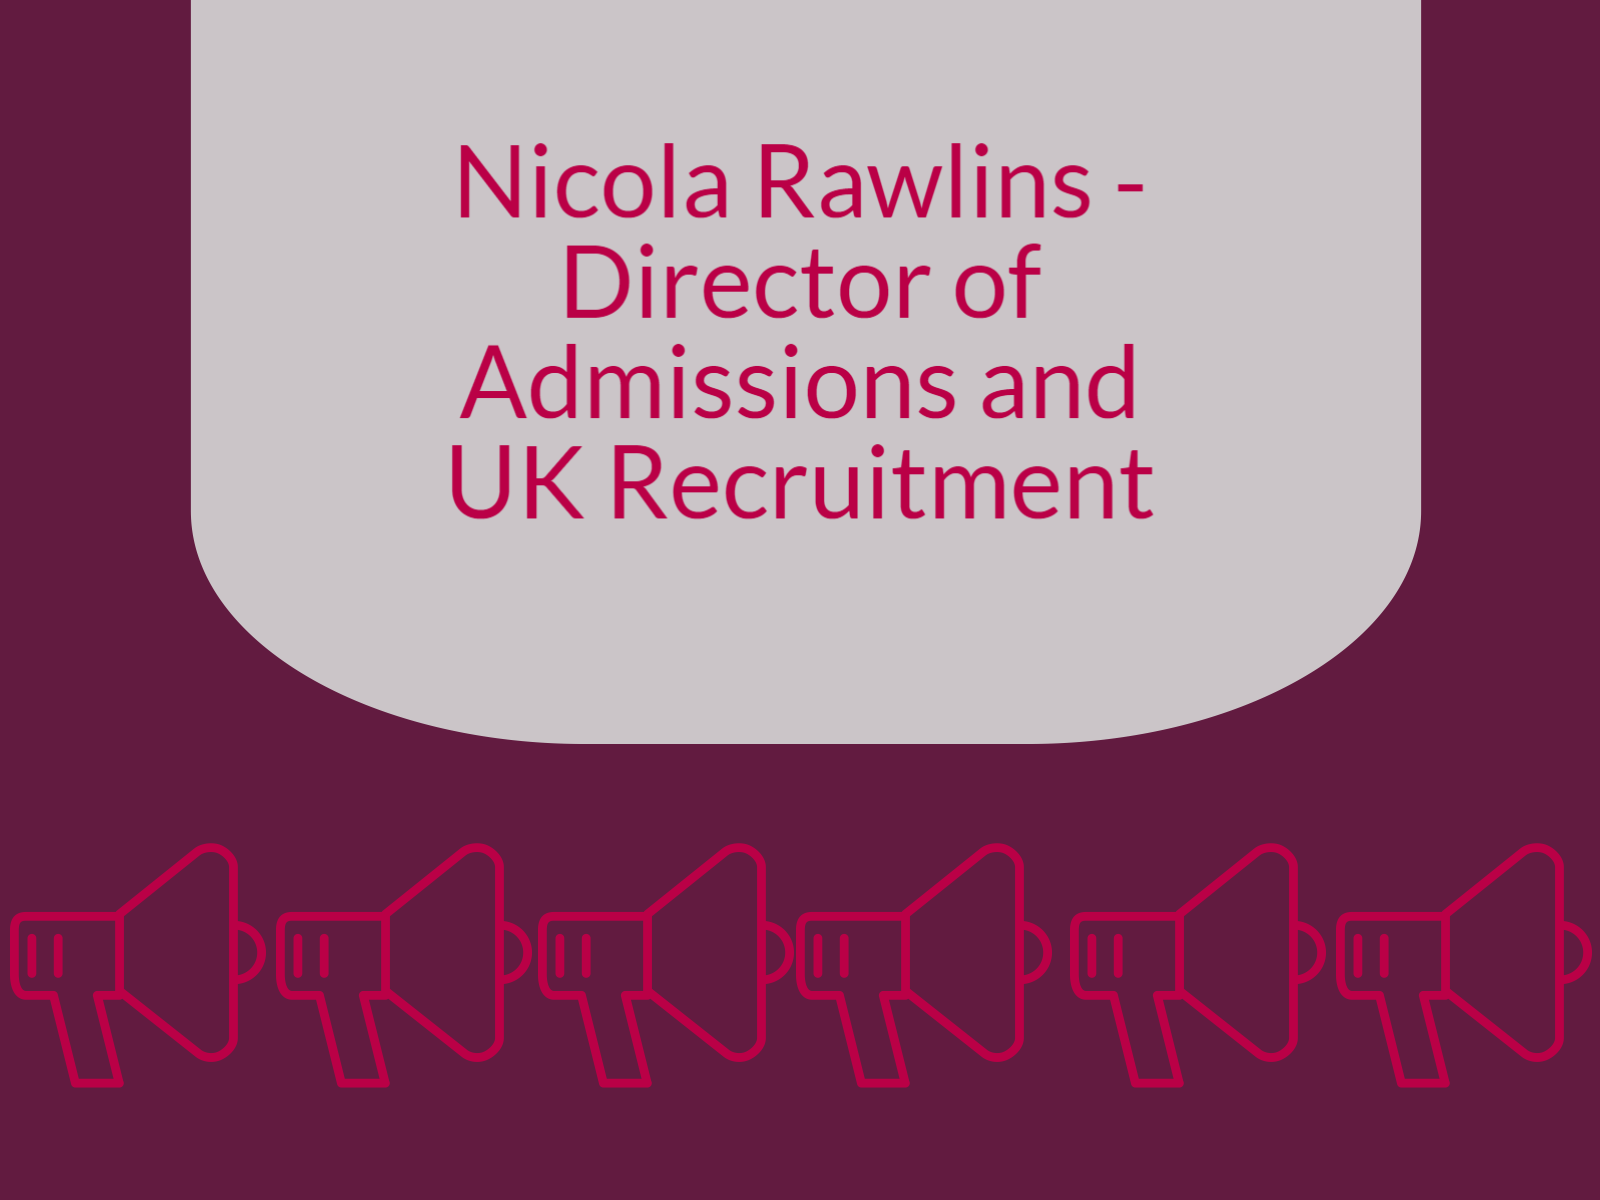 Nicola Rawlins -
Director of
Admissions and
UK Recruitment